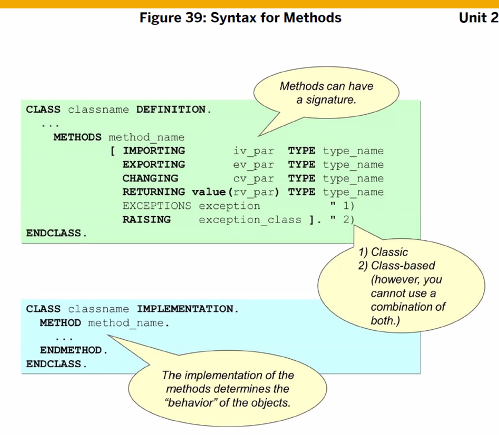 Figure 39: Syntax for Methods
Unit 2
Methods can have
a signature.
CLASS classname DEFINITION.
...
METHODS method_name
[ IMPORTING iv_par TYPE type_name
EXPORTING ev_par TYPE type_name
CHANGING cv_par TYPE type_name
RETURNING value(rv_par) TYPE type_name
EXCEPTIONS exception " 1)
RAISING exception_class ]. " 2)
ENDCLASS.
1) Classic
2) Class-based
(however, you
cannot use a
combination of
both.)
CLASS classname IMPLEMENTATION.
METHOD method_name.
...
ENDMETHOD.
ENDCLASS.
The implementation of the
methods determines the
“behavior” of the objects.